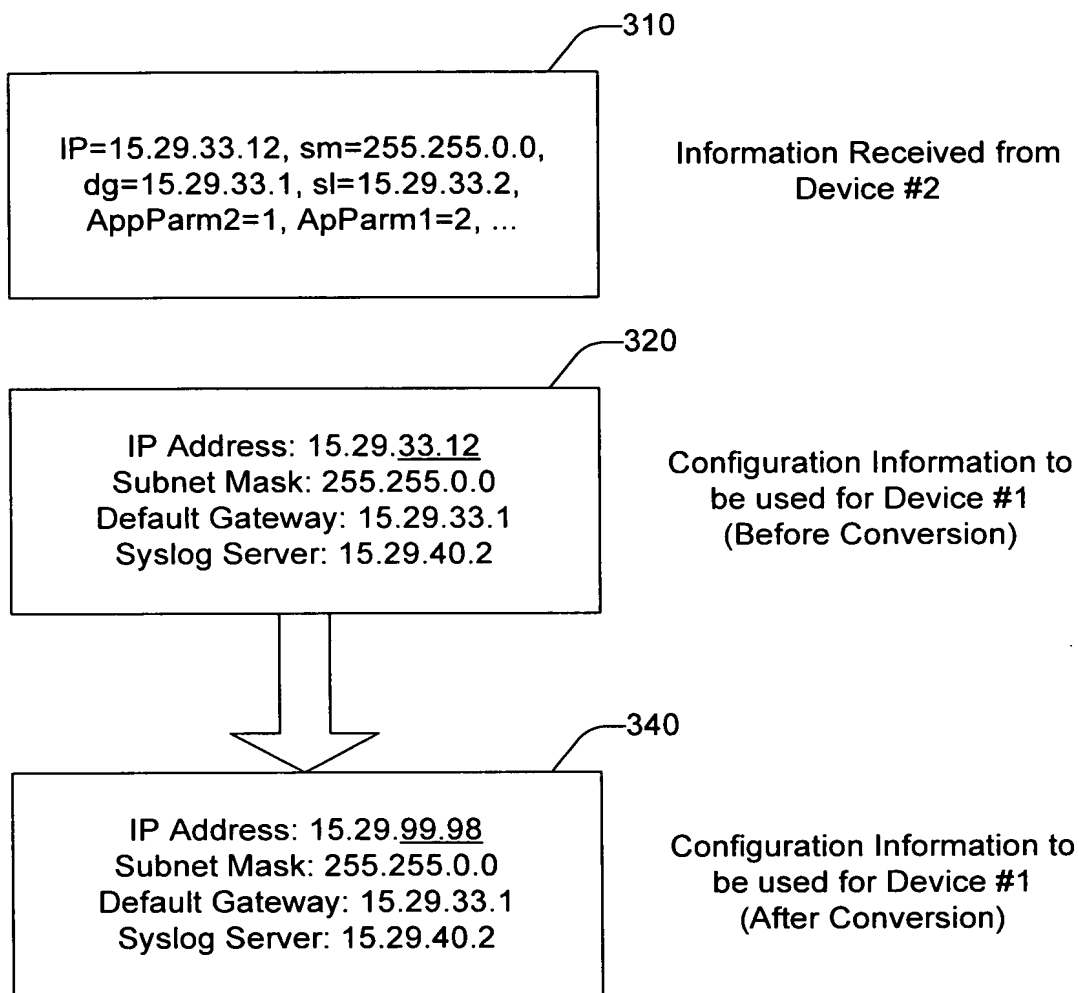 310
IP=15.29.33.12, sm=255.255.0.0,
dg=15.29.33.1, sl=15.29.33.2,
AppParm2=1, ApParm1=2, ...
Information Received from
Device #2
320
IP Address: 15.29.33.12
Subnet Mask: 255.255.0.0
Default Gateway: 15.29.33.1
Syslog Server: 15.29.40.2
Configuration Information to
be used for Device #1
(Before Conversion)
340
IP Address: 15.29.99.98
Subnet Mask: 255.255.0.0
Default Gateway: 15.29.33.1
Syslog Server: 15.29.40.2
Configuration Information to
be used for Device #1
(After Conversion)